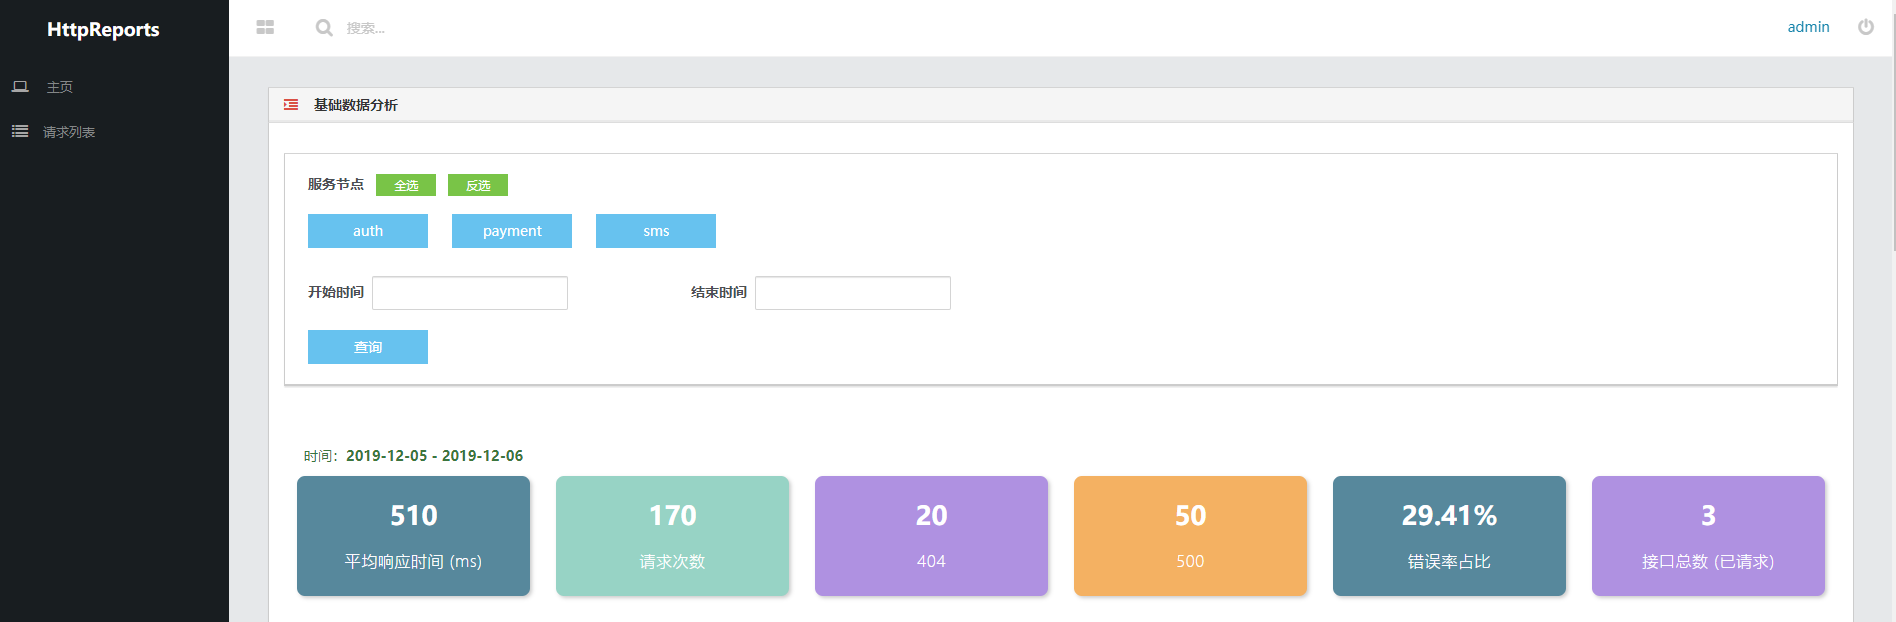 HttpReports
搜索...
admin
主页
请求列表
基础数据分析
服务节点 全选 反选
auth payment sms
开始时间 结束时间
查询
时间：2019-12-05 - 2019-12-06
510 170 20 50 29.41% 3
平均响应时间 (ms) 请求次数 404 500 错误率占比 接口总数 (已请求)